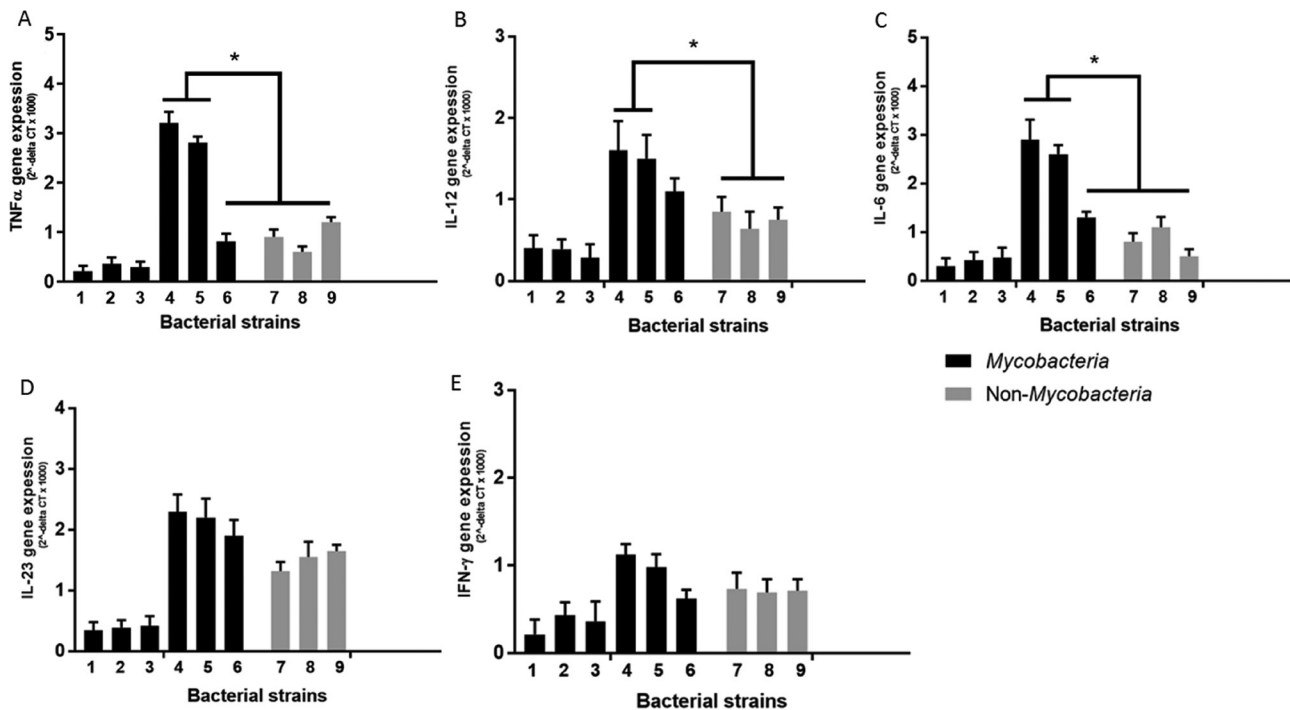 A
TNFα gene expession
(2^-delta CT x 1000)
5
4
3
2
1
0
*
1 2 3 4 5 6 7 8 9
Bacterial strains
B
IL-12 gene expession
(2^-delta CT x 1000)
3
2
1
0
*
1 2 3 4 5 6 7 8 9
Bacterial strains
C
IL-6 gene expession
(2^-delta CT x 1000)
5
4
3
2
1
0
*
1 2 3 4 5 6 7 8 9
Bacterial strains
Mycobacteria
Non-Mycobacteria
D
IL-23 gene expession
(2^-delta CT x 1000)
4
3
2
1
0
1 2 3 4 5 6 7 8 9
Bacterial strains
E
IFN-γ gene expession
(2^-delta CT x 1000)
3
2
1
0
1 2 3 4 5 6 7 8 9
Bacterial strains